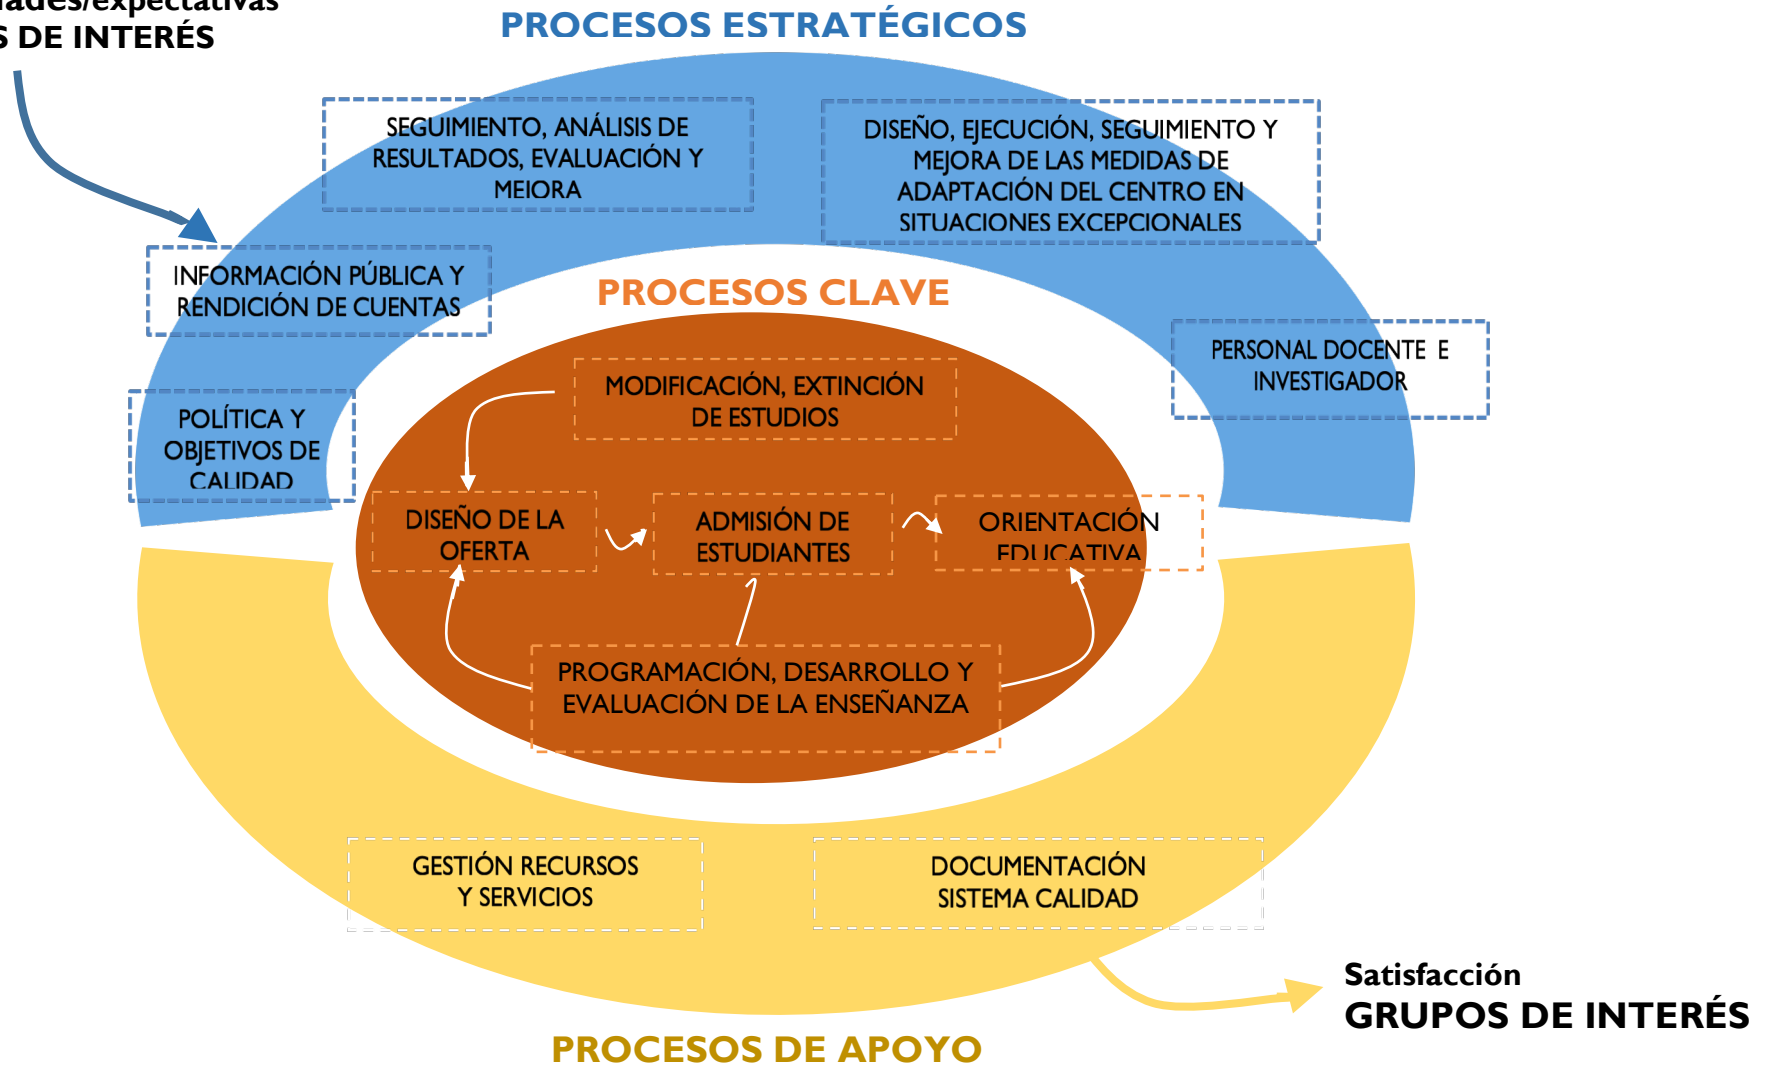 /expectativas
DE INTERÉS
PROCESOS ESTRATÉGICOS
SEGUIMIENTO, ANÁLISIS DE
RESULTADOS, EVALUACIÓN Y
MEJORA
DISEÑO, EJECUCIÓN, SEGUIMIENTO Y
MEJORA DE LAS MEDIDAS DE
ADAPTACIÓN DEL CENTRO EN
SITUACIONES EXCEPCIONALES
INFORMACIÓN PÚBLICA Y
RENDICIÓN DE CUENTAS
PROCESOS CLAVE
PERSONAL DOCENTE E
INVESTIGADOR
POLÍTICA Y
OBJETIVOS DE
CALIDAD
MODIFICACIÓN, EXTINCIÓN
DE ESTUDIOS
DISEÑO DE LA
OFERTA
ADMISIÓN DE
ESTUDIANTES
ORIENTACIÓN
EDUCATIVA
PROGRAMACIÓN, DESARROLLO Y
EVALUACIÓN DE LA ENSEÑANZA
GESTIÓN RECURSOS
Y SERVICIOS
DOCUMENTACIÓN
SISTEMA CALIDAD
Satisfacción
GRUPOS DE INTERÉS
PROCESOS DE APOYO